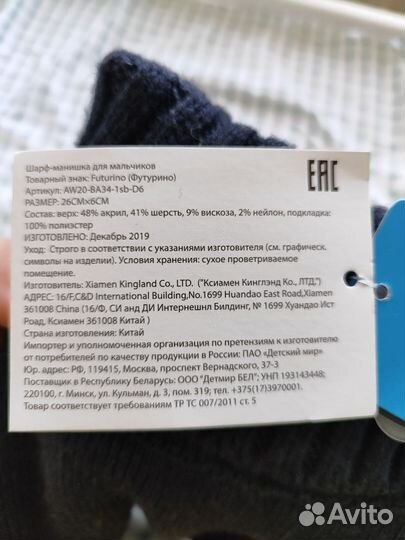 Шарф-манишка для мальчиков
Товарный знак: Futurino (Футурино)
Артикул: AW20-BA34-1sb-D6
РАЗМЕР: 26СМх6СМ
Состав: верх: 48% акрил, 41% шерсть, 9% вискоза, 2% нейлон, подкладка:
100% полиэстер
ИЗГОТОВЛЕНО: Декабрь 2019
Уход: Строго в соответствии с указаниями изготовителя (см. графическ.
символы на изделии). Условия хранения: сухое проветриваемое
помещение.
Изготовитель: Xiamen Kingland Co., LTD. ("Ксиамен Кинглэнд Ко., ЛТД.")
АДРЕС: 16/F,C&D International Building,No.1699 Huandao East Road,Xiamen
361008 China (16/Ф, СИ анд ДИ Интернешнл Билдинг, № 1699 Хуандао Ист
Роад, Ксиамен 361008 Китай )
Страна изготовления: Китай
Импортер и уполномоченная организация по претензиям к изготовителю
от потребителей по качеству продукции в России: ПАО «Детский мир»
Юр. адрес: РФ, 119415, Москва, проспект Вернадского, 37-3
Поставщик в Республику Беларусь: ООО "Детмир БЕЛ"; УНП 193143448;
220100, г. Минск, ул. Кульман, д. 3, пом. 319; тел. +375(17)3970001.
Товар соответствует требованиям ТР ТС 007/2011 ст. 5
EAC
Avito